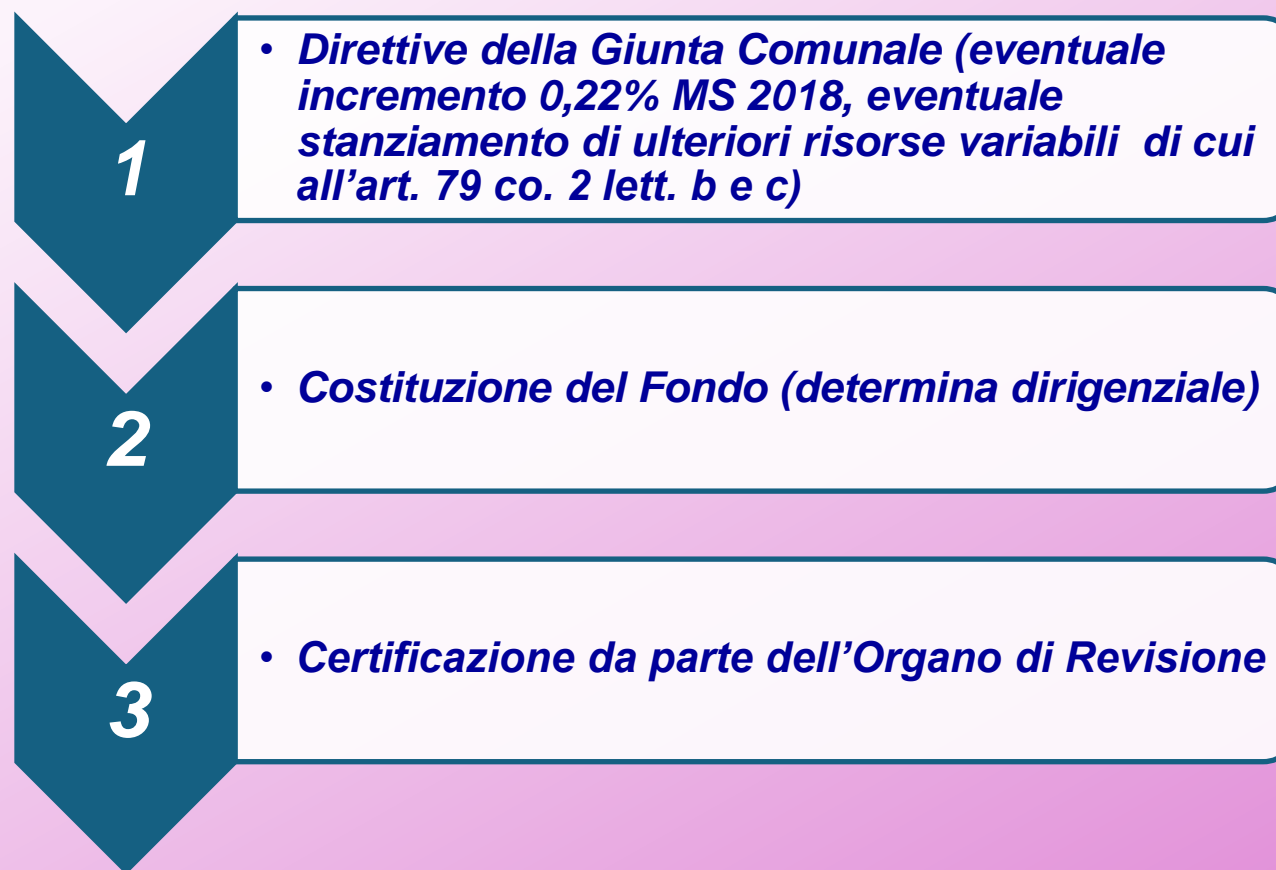 1
• Direttive della Giunta Comunale (eventuale
incremento 0,22% MS 2018, eventuale
stanziamento di ulteriori risorse variabili di cui
all’art. 79 co. 2 lett. b e c)
2
• Costituzione del Fondo (determina dirigenziale)
3
• Certificazione da parte dell’Organo di Revisione